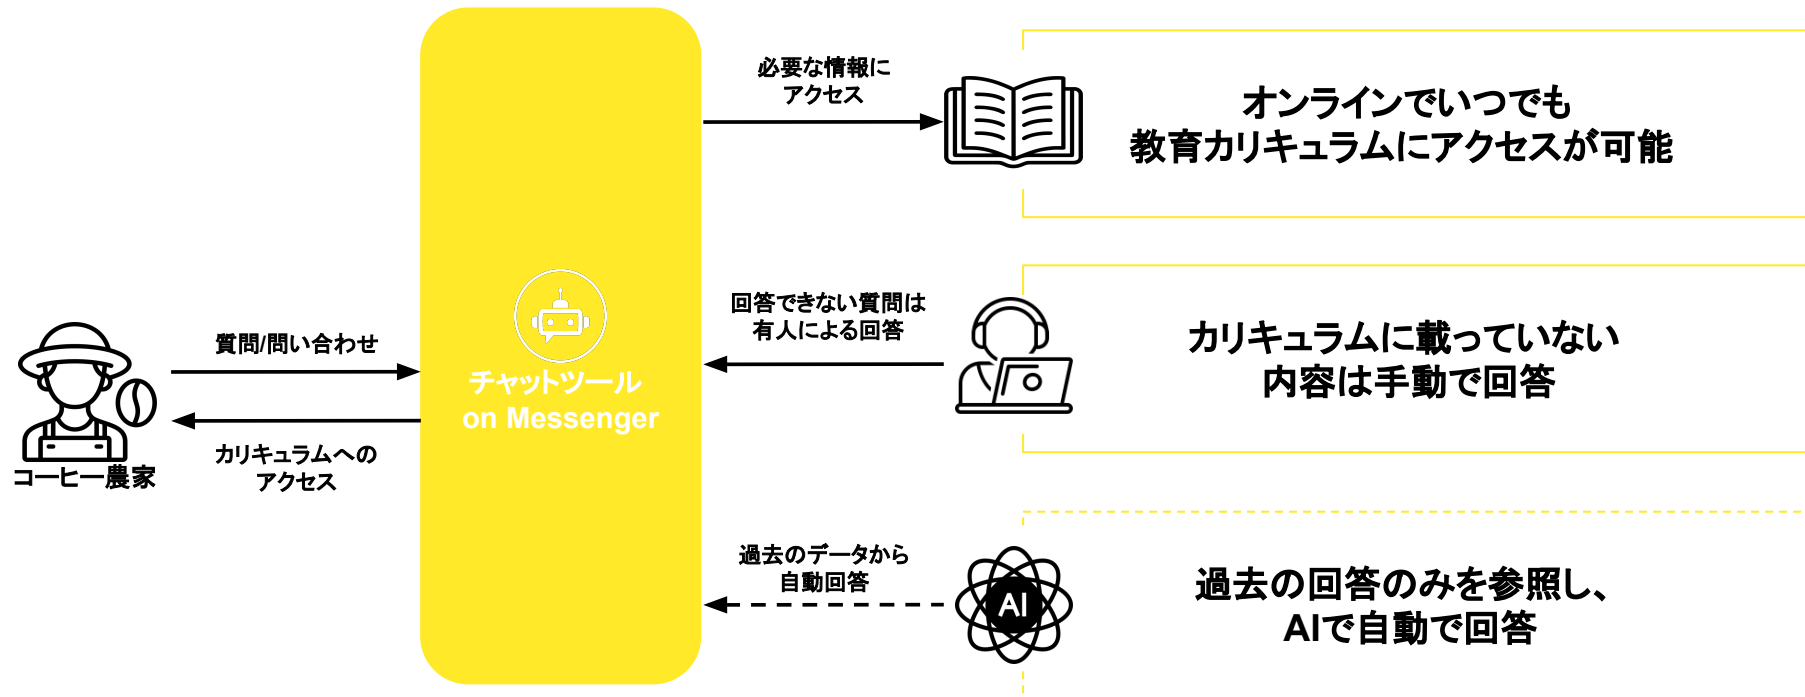 必要な情報に
アクセス
オンラインでいつでも
教育カリキュラムにアクセスが可能
質問/問い合わせ
カリキュラムへの
アクセス
コーヒー農家
チャットツール
on Messenger
回答できない質問は
有人による回答
カリキュラムに載っていない
内容は手動で回答
過去のデータから
自動回答
AI
過去の回答のみを参照し、
AIで自動で回答